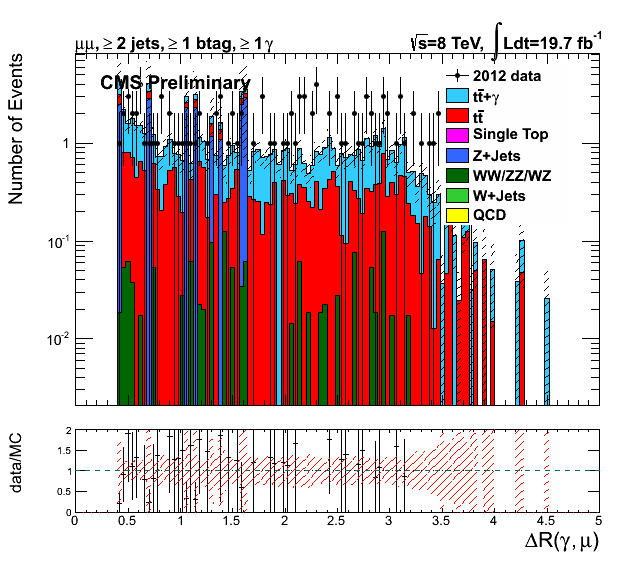 μμ, ≥ 2 jets, ≥ 1 btag, ≥ 1 γ
√s=8 TeV, ∫ Ldt=19.7 fb⁻¹
CMS Preliminary
2012 data
tt̄+γ
tt̄
Single Top
Z+Jets
WW/ZZ/WZ
W+Jets
QCD
Number of Events
1
10⁻¹
10⁻²
data/MC
2
1.5
1
0.5
0
0 0.5 1 1.5 2 2.5 3 3.5 4 4.5 5
ΔR(γ, μ)